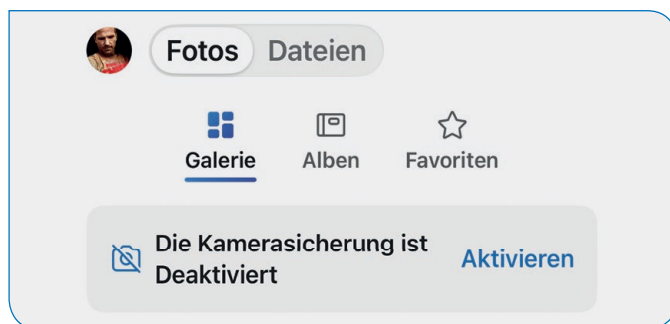 Fotos Dateien
Galerie Alben Favoriten
Die Kamerasicherung ist
Deaktiviert
Aktivieren